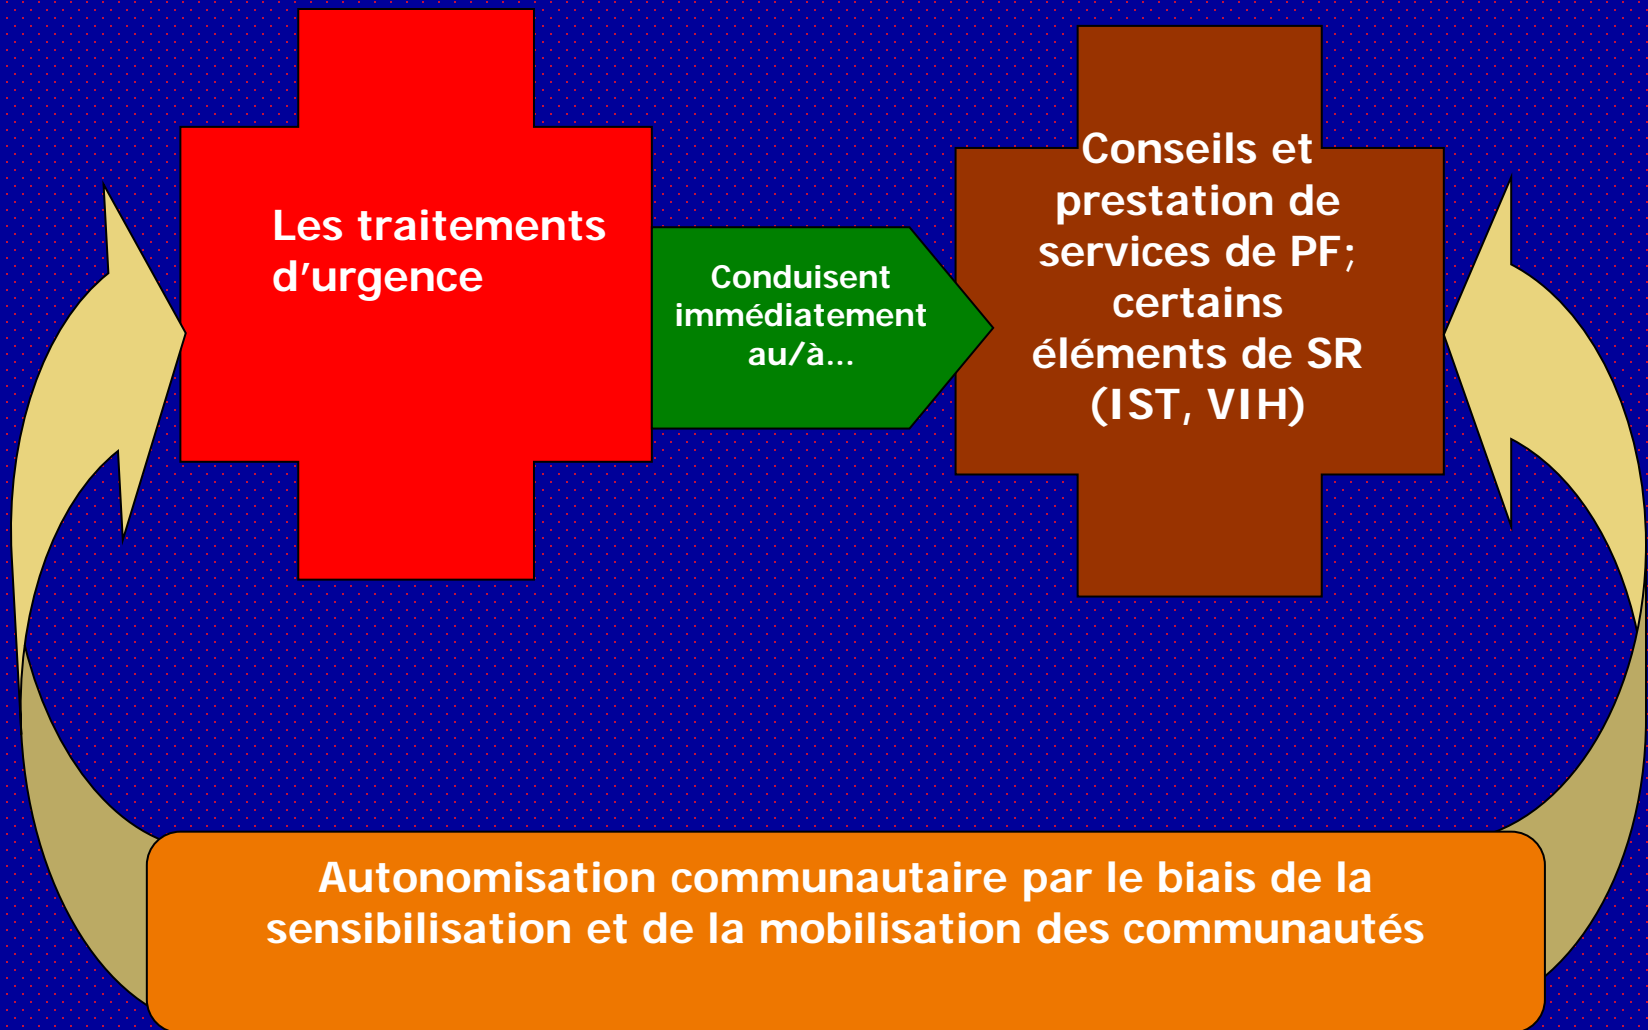 Les traitements
d’urgence
Conduisent
immédiatement
au/à...
Conseils et
prestation de
services de PF;
certains
éléments de SR
(IST, VIH)
Autonomisation communautaire par le biais de la
sensibilisation et de la mobilisation des communautés